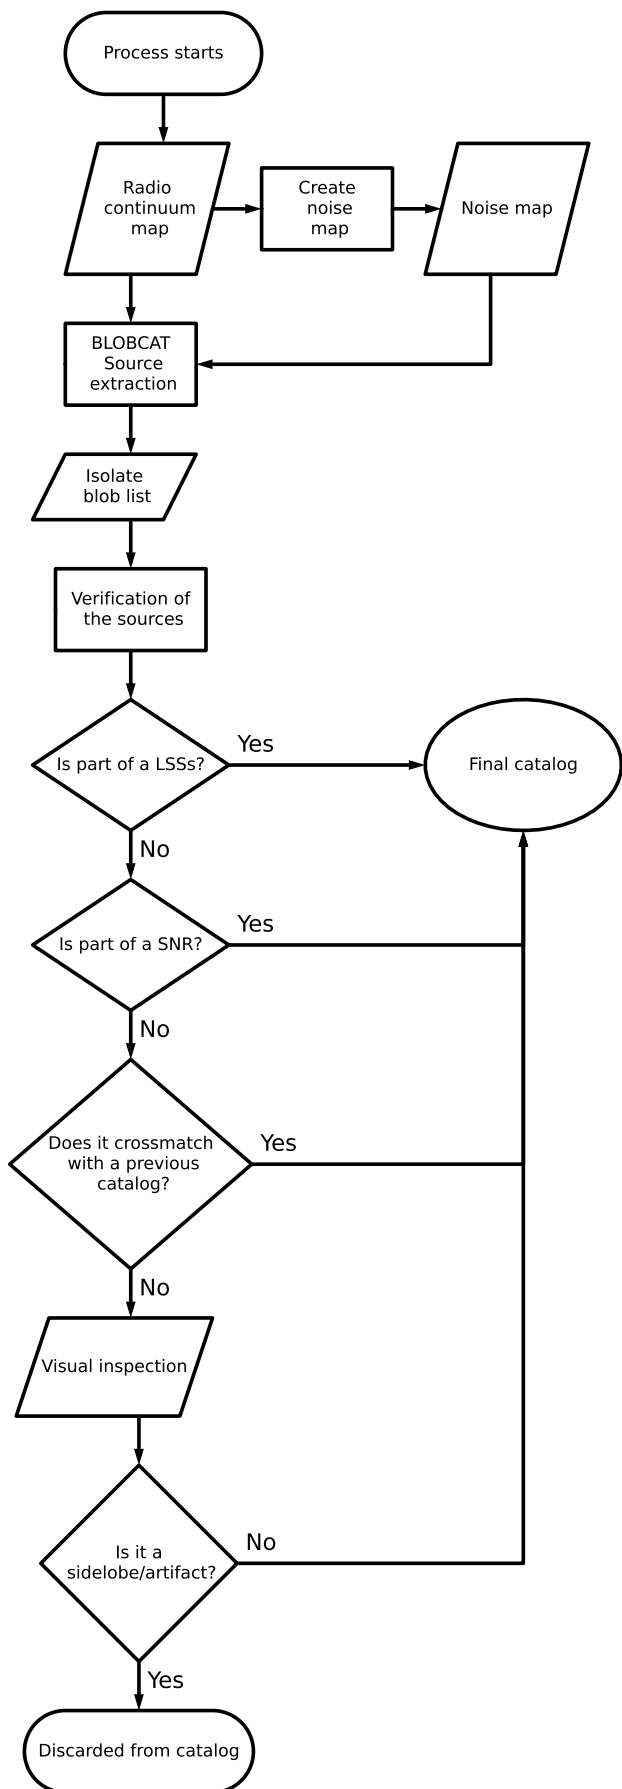 Process starts
Radio
continuum
map
Create
noise
map
Noise map
BLOBCAT
Source
extraction
Isolate
blob list
Verification of
the sources
Is part of a LSSs?
Yes
Final catalog
No
Is part of a SNR?
Yes
No
Does it crossmatch
with a previous
catalog?
Yes
No
Visual inspection
Is it a
sidelobe/artifact?
No
Yes
Discarded from catalog